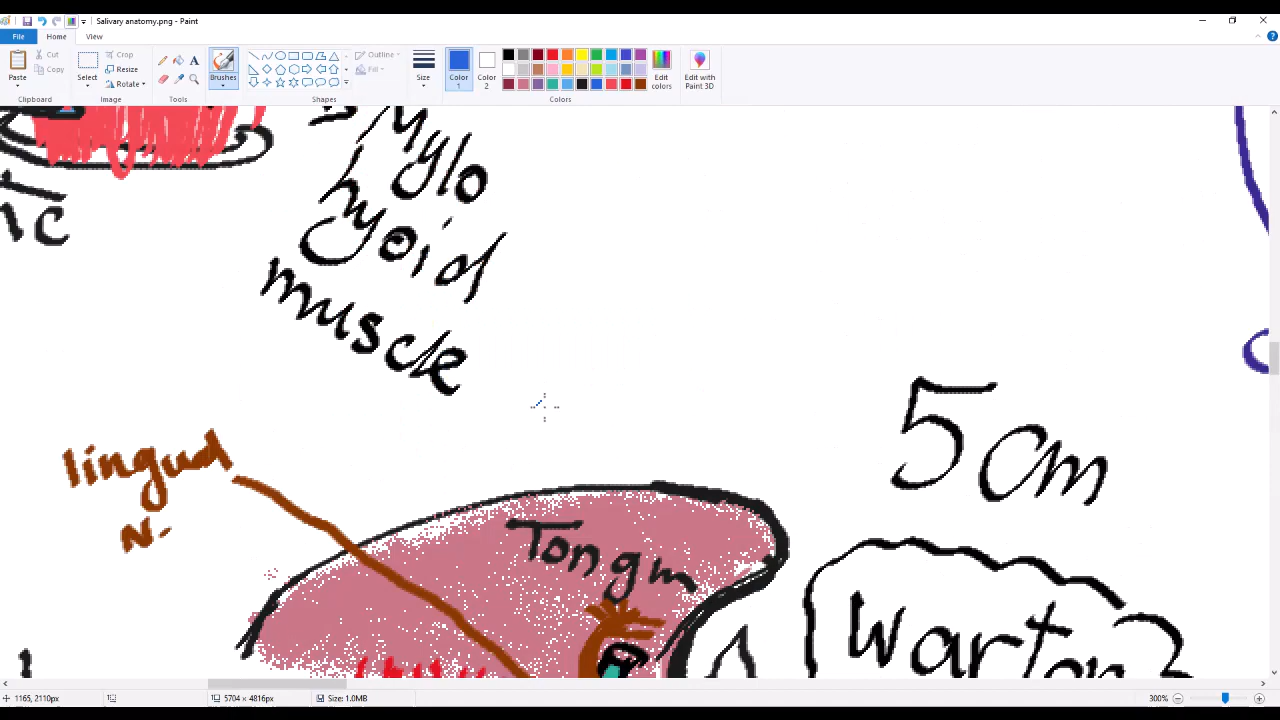 Salivary anatomy.png - Paint
File
Home
View
Paste
Cut
Copy
Clipboard
Select
Crop
Resize
Rotate
Image
Tools
Brushes
Shapes
Outline
Fill
Size
Color 1
Color 2
Edit colors
Edit with Paint 3D
Colors
Mylo
hyoid
muscle
lingual
N.
Tongue
5 cm
Warton
1165, 2110px
5704 × 4816px
Size: 1.0MB
300%